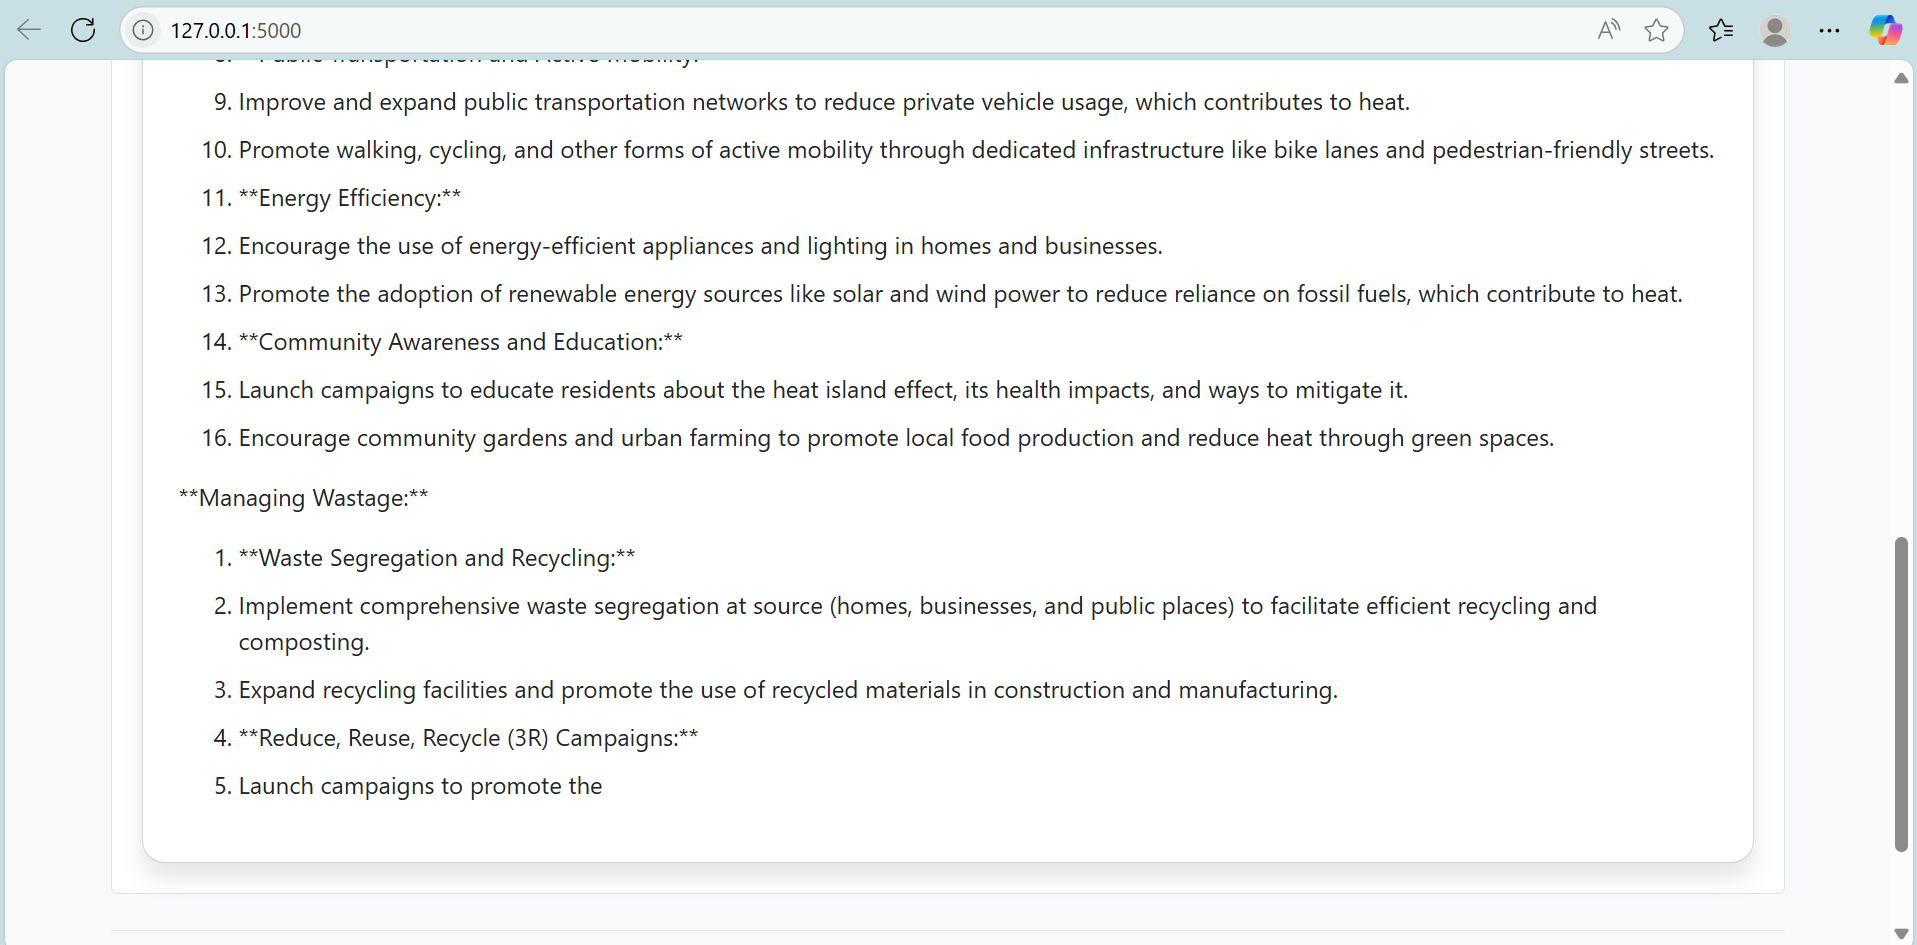 127.0.0.1:5000
9. Improve and expand public transportation networks to reduce private vehicle usage, which contributes to heat.
10. Promote walking, cycling, and other forms of active mobility through dedicated infrastructure like bike lanes and pedestrian-friendly streets.
11. **Energy Efficiency:**
12. Encourage the use of energy-efficient appliances and lighting in homes and businesses.
13. Promote the adoption of renewable energy sources like solar and wind power to reduce reliance on fossil fuels, which contribute to heat.
14. **Community Awareness and Education:**
15. Launch campaigns to educate residents about the heat island effect, its health impacts, and ways to mitigate it.
16. Encourage community gardens and urban farming to promote local food production and reduce heat through green spaces.
**Managing Wastage:**
1. **Waste Segregation and Recycling:**
2. Implement comprehensive waste segregation at source (homes, businesses, and public places) to facilitate efficient recycling and
composting.
3. Expand recycling facilities and promote the use of recycled materials in construction and manufacturing.
4. **Reduce, Reuse, Recycle (3R) Campaigns:**
5. Launch campaigns to promote the